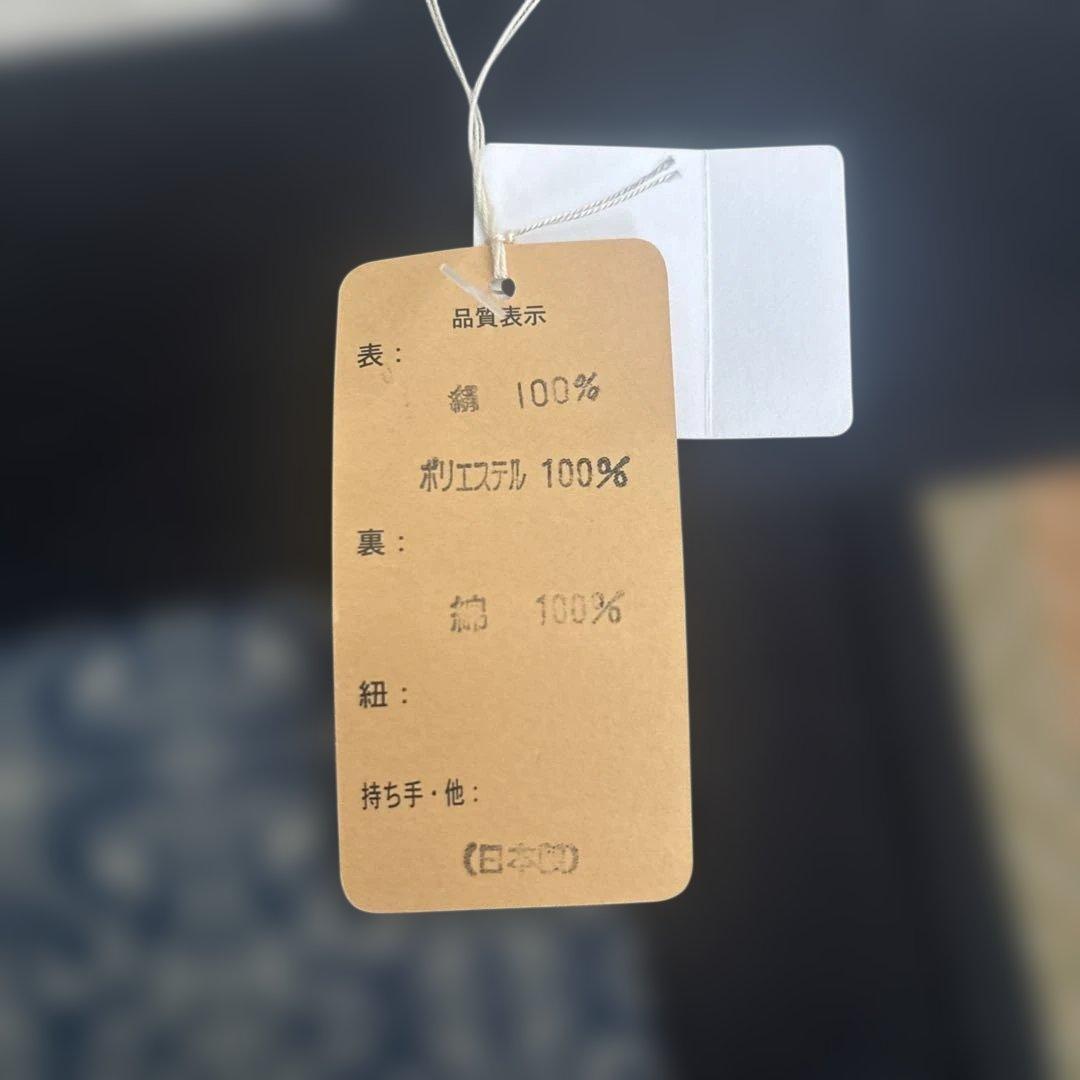 品質表示
表：
絹 100%
ポリエステル 100%
裏：
綿 100%
紐：
持ち手・他：
(日本製)